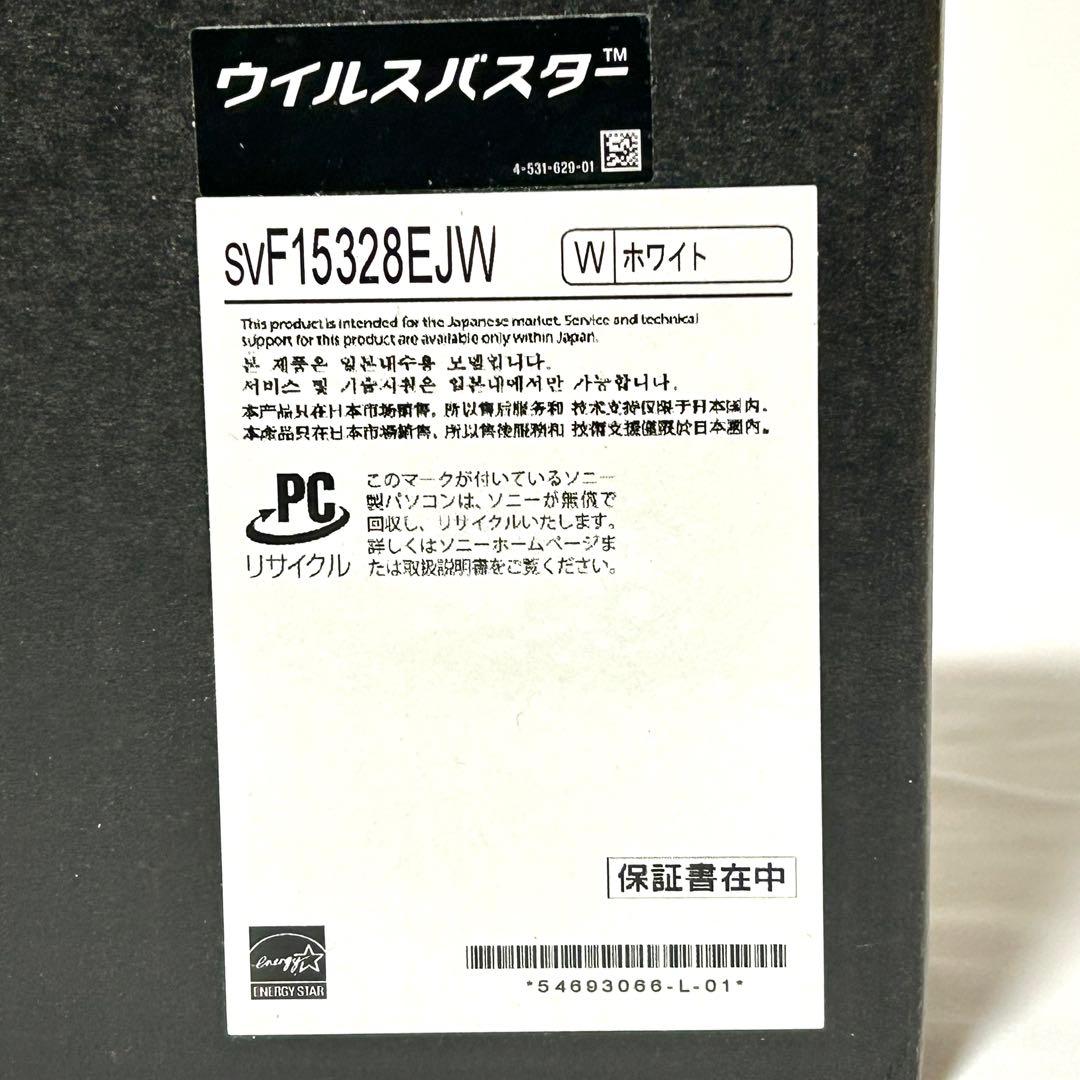 ウイルスバスター™
4-531-629-01
SVF15328EJW
W ホワイト
This product is intended for the Japanese market. Service and technical
support for this product are available only within Japan.
본 제품은 일본내수용 모델입니다.
서비스 및 기술지원은 일본내에서만 가능합니다.
本产品只在日本市场销售。所以售后服务和 技术支持仅限于日本国内。
本產品只在日本市場銷售。所以售後服務和 技術支援僅限於日本國內。
PC
リサイクル
このマークが付いているソニー
製パソコンは、ソニーが無償で
回収し、リサイクルいたします。
詳しくはソニーホームページま
たは取扱説明書をご覧ください。
保証書在中
energy
ENERGY STAR
*54693066-L-01*